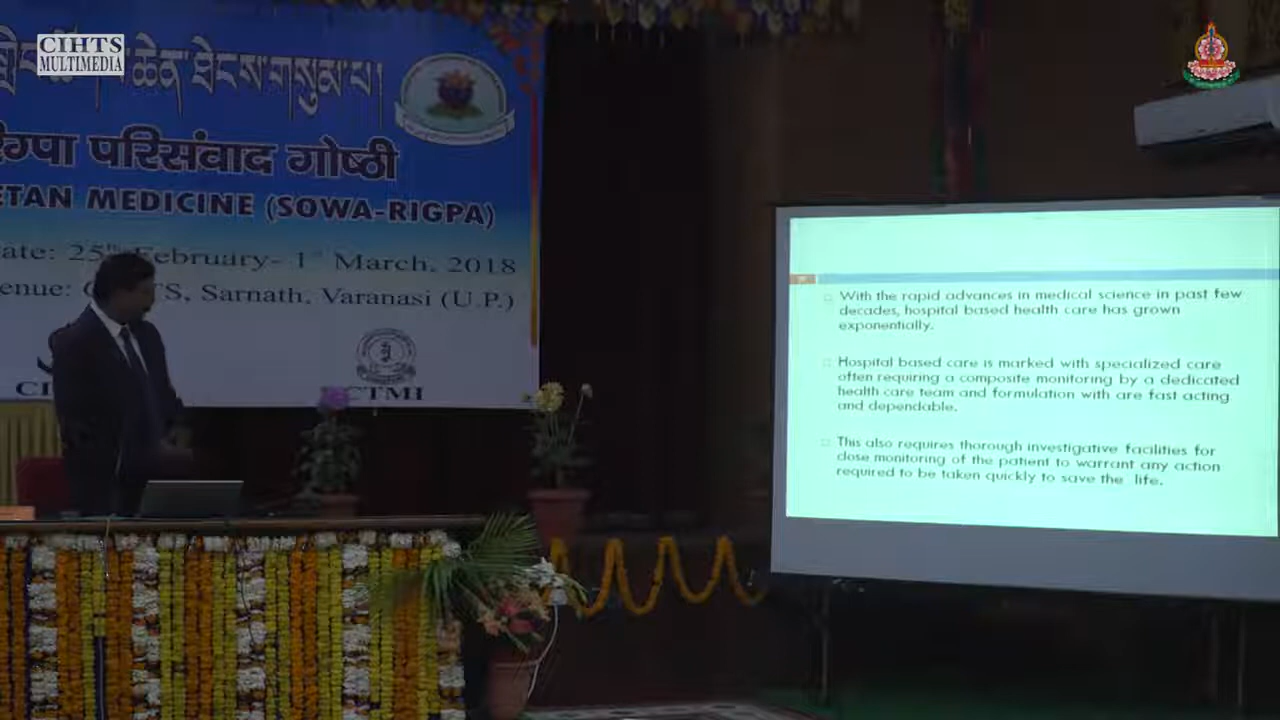 CIHTS
MULTIMEDIA
ཆེན་ཐེངས་གསུམ་པ།
परिसंवाद गोष्ठी
ETAN MEDICINE (SOWA-RIGPA)
ate: 25th February- 1st March, 2018
enue: S, Sarnath, Varanasi (U.P.)
CTMI
With the rapid advances in medical science in past few
decades, hospital based health care has grown
exponentially.
Hospital based care is marked with specialized care
often requiring a composite monitoring by a dedicated
health care team and formulation with are fast acting
and dependable.
This also requires thorough investigative facilities for
close monitoring of the patient to warrant any action
required to be taken quickly to save the life.